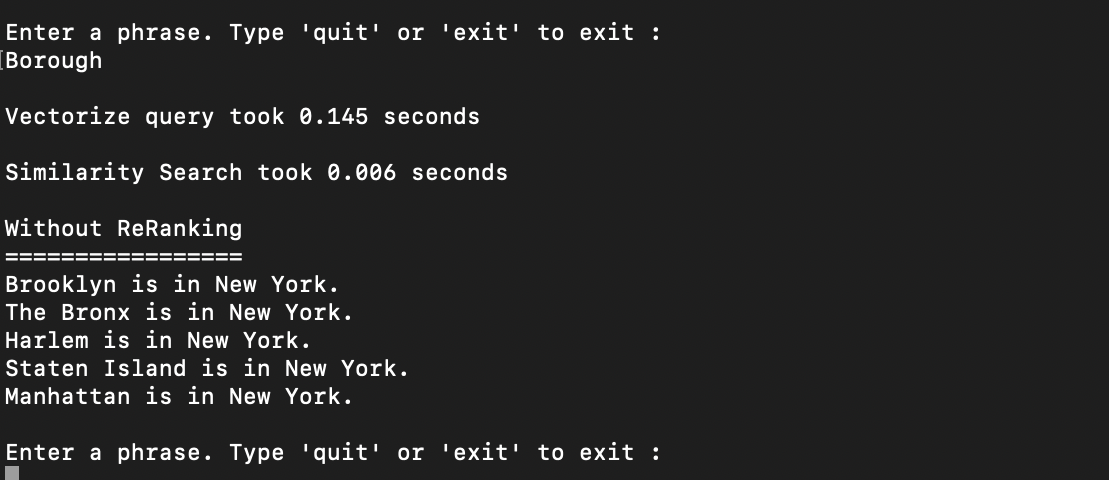 Enter a phrase. Type 'quit' or 'exit' to exit :
Borough
Vectorize query took 0.145 seconds
Similarity Search took 0.006 seconds
Without ReRanking
=================
Brooklyn is in New York.
The Bronx is in New York.
Harlem is in New York.
Staten Island is in New York.
Manhattan is in New York.
Enter a phrase. Type 'quit' or 'exit' to exit :